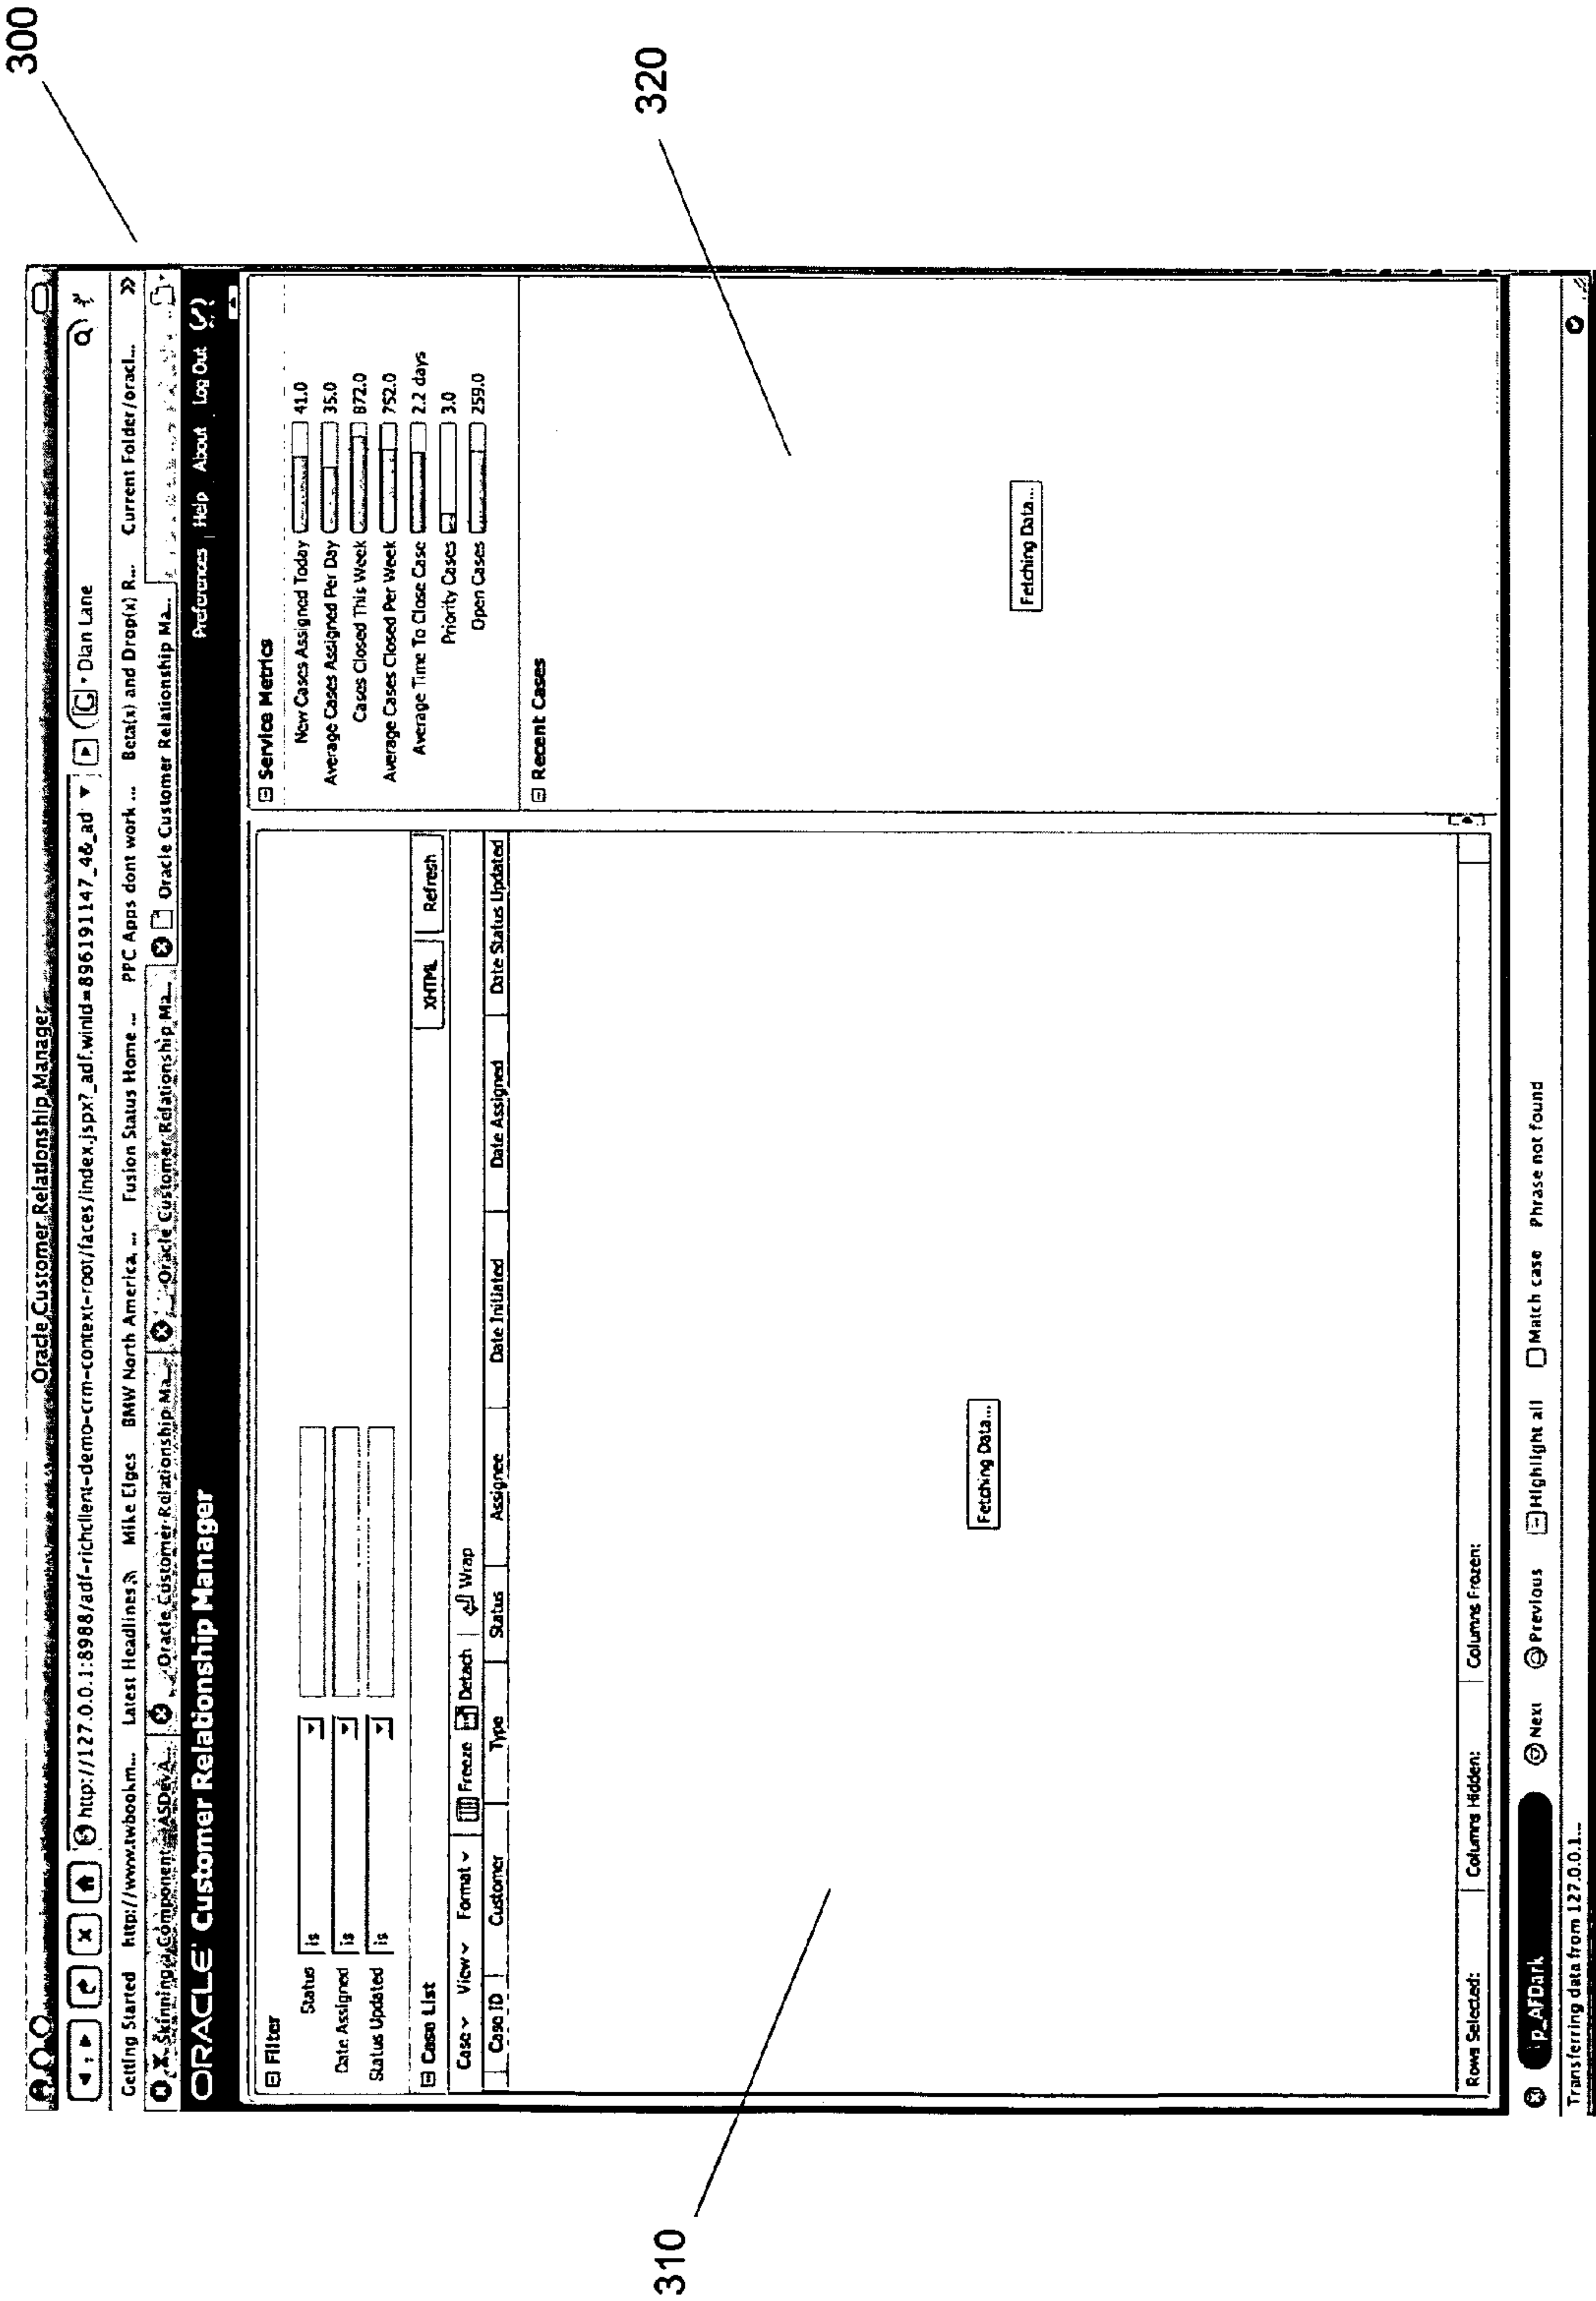 300
Oracle Customer Relationship Manager
http://127.0.0.1:8988/adf-richclient-demo-crm-context-root/faces/index.jspx?_adf.winId=896191147_4&_ad
Dian Lane
Getting Started http://www.twbookm... Latest Headlines Mike Elges BMW North America, ... Fusion Status Home ... PPC Apps dont work ... Beta(x) and Drop(x) R... Current Folder/oracl... »
Skinning a Component - ASDevA... Oracle Customer Relationship Ma... Oracle Customer Relationship Ma... Oracle Customer Relationship Ma...
ORACLE Customer Relationship Manager
Preferences Help About Log Out
Filter
Status is
Date Assigned is
Status Updated is
Case List
XHTML Refresh
Case View Format Freeze Detach Wrap
Case ID Customer Type Status Assignee Date Initiated Date Assigned Date Status Updated
Fetching Data...
Rows Selected: Columns Hidden: Columns Frozen:
Service Metrics
New Cases Assigned Today 41.0
Average Cases Assigned Per Day 35.0
Cases Closed This Week 872.0
Average Cases Closed Per Week 752.0
Average Time To Close Case 2.2 days
Priority Cases 3.0
Open Cases 259.0
Recent Cases
Fetching Data...
p_AFDark Next Previous Highlight all Match case Phrase not found
Transferring data from 127.0.0.1...
310
320